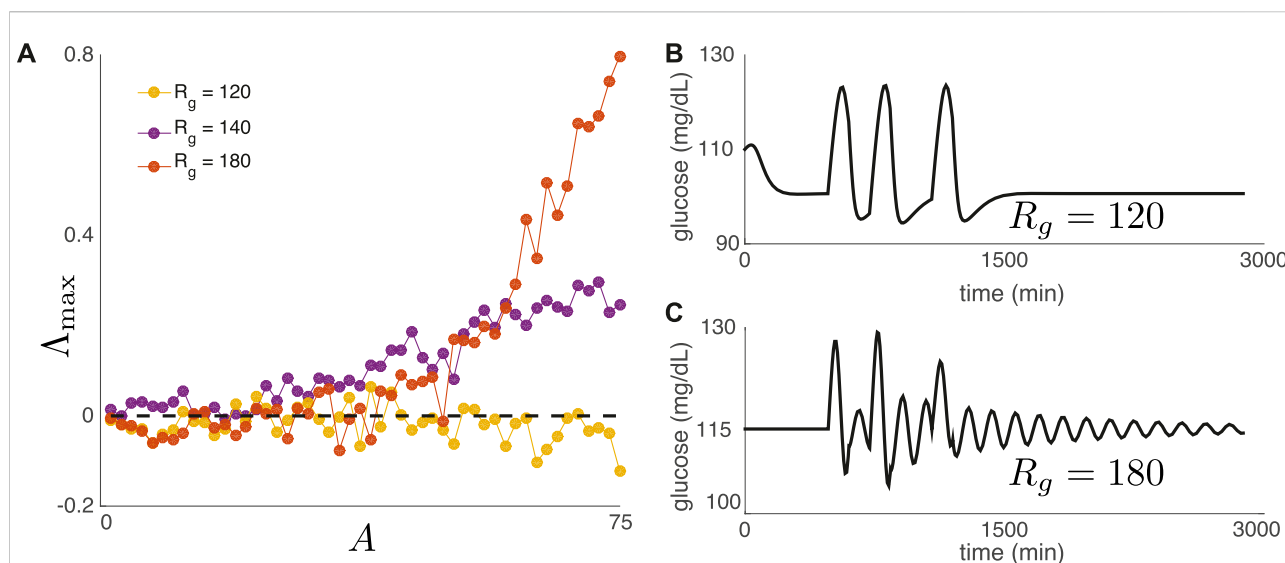 A
0.8
0.4
0
-0.2
Λmax
R_g = 120
R_g = 140
R_g = 180
0
75
A
B
glucose (mg/dL)
130
110
90
R_g = 120
0
1500
3000
time (min)
C
glucose (mg/dL)
130
115
100
R_g = 180
0
1500
3000
time (min)